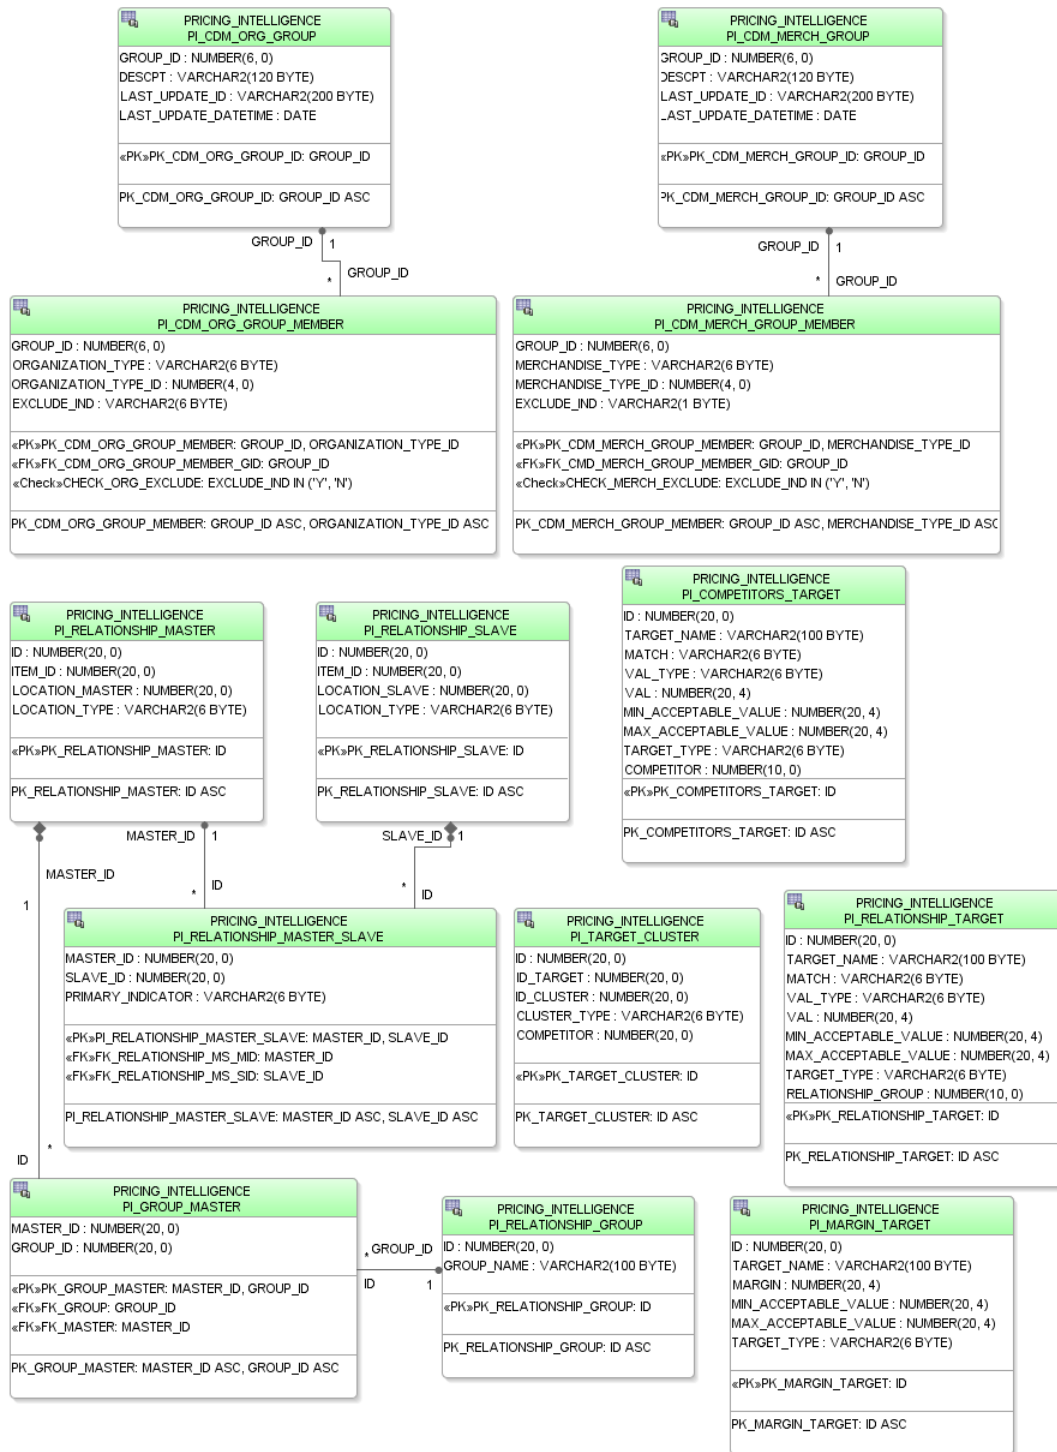 PRICING_INTELLIGENCE
PI_CDM_ORG_GROUP
GROUP_ID : NUMBER(6, 0)
DESCPT : VARCHAR2(120 BYTE)
LAST_UPDATE_ID : VARCHAR2(200 BYTE)
LAST_UPDATE_DATETIME : DATE
«PK»PK_CDM_ORG_GROUP_ID: GROUP_ID
PK_CDM_ORG_GROUP_ID: GROUP_ID ASC
PRICING_INTELLIGENCE
PI_CDM_MERCH_GROUP
GROUP_ID : NUMBER(6, 0)
DESCPT : VARCHAR2(120 BYTE)
LAST_UPDATE_ID : VARCHAR2(200 BYTE)
LAST_UPDATE_DATETIME : DATE
«PK»PK_CDM_MERCH_GROUP_ID: GROUP_ID
PK_CDM_MERCH_GROUP_ID: GROUP_ID ASC
GROUP_ID 1
* GROUP_ID
GROUP_ID 1
* GROUP_ID
PRICING_INTELLIGENCE
PI_CDM_ORG_GROUP_MEMBER
GROUP_ID : NUMBER(6, 0)
ORGANIZATION_TYPE : VARCHAR2(6 BYTE)
ORGANIZATION_TYPE_ID : NUMBER(4, 0)
EXCLUDE_IND : VARCHAR2(6 BYTE)
«PK»PK_CDM_ORG_GROUP_MEMBER: GROUP_ID, ORGANIZATION_TYPE_ID
«FK»FK_CDM_ORG_GROUP_MEMBER_GID: GROUP_ID
«Check»CHECK_ORG_EXCLUDE: EXCLUDE_IND IN ('Y', 'N')
PK_CDM_ORG_GROUP_MEMBER: GROUP_ID ASC, ORGANIZATION_TYPE_ID ASC
PRICING_INTELLIGENCE
PI_CDM_MERCH_GROUP_MEMBER
GROUP_ID : NUMBER(6, 0)
MERCHANDISE_TYPE : VARCHAR2(6 BYTE)
MERCHANDISE_TYPE_ID : NUMBER(4, 0)
EXCLUDE_IND : VARCHAR2(1 BYTE)
«PK»PK_CDM_MERCH_GROUP_MEMBER: GROUP_ID, MERCHANDISE_TYPE_ID
«FK»FK_CMD_MERCH_GROUP_MEMBER_GID: GROUP_ID
«Check»CHECK_MERCH_EXCLUDE: EXCLUDE_IND IN ('Y', 'N')
PK_CDM_MERCH_GROUP_MEMBER: GROUP_ID ASC, MERCHANDISE_TYPE_ID ASC
PRICING_INTELLIGENCE
PI_RELATIONSHIP_MASTER
ID : NUMBER(20, 0)
ITEM_ID : NUMBER(20, 0)
LOCATION_MASTER : NUMBER(20, 0)
LOCATION_TYPE : VARCHAR2(6 BYTE)
«PK»PK_RELATIONSHIP_MASTER: ID
PK_RELATIONSHIP_MASTER: ID ASC
PRICING_INTELLIGENCE
PI_RELATIONSHIP_SLAVE
ID : NUMBER(20, 0)
ITEM_ID : NUMBER(20, 0)
LOCATION_SLAVE : NUMBER(20, 0)
LOCATION_TYPE : VARCHAR2(6 BYTE)
«PK»PK_RELATIONSHIP_SLAVE: ID
PK_RELATIONSHIP_SLAVE: ID ASC
PRICING_INTELLIGENCE
PI_COMPETITORS_TARGET
ID : NUMBER(20, 0)
TARGET_NAME : VARCHAR2(100 BYTE)
MATCH : VARCHAR2(6 BYTE)
VAL_TYPE : VARCHAR2(6 BYTE)
VAL : NUMBER(20, 4)
MIN_ACCEPTABLE_VALUE : NUMBER(20, 4)
MAX_ACCEPTABLE_VALUE : NUMBER(20, 4)
TARGET_TYPE : VARCHAR2(6 BYTE)
COMPETITOR : NUMBER(10, 0)
«PK»PK_COMPETITORS_TARGET: ID
PK_COMPETITORS_TARGET: ID ASC
MASTER_ID 1
* ID
SLAVE_ID 1
* ID
MASTER_ID
1
*
ID
PRICING_INTELLIGENCE
PI_RELATIONSHIP_MASTER_SLAVE
MASTER_ID : NUMBER(20, 0)
SLAVE_ID : NUMBER(20, 0)
PRIMARY_INDICATOR : VARCHAR2(6 BYTE)
«PK»PI_RELATIONSHIP_MASTER_SLAVE: MASTER_ID, SLAVE_ID
«FK»FK_RELATIONSHIP_MS_MID: MASTER_ID
«FK»FK_RELATIONSHIP_MS_SID: SLAVE_ID
PI_RELATIONSHIP_MASTER_SLAVE: MASTER_ID ASC, SLAVE_ID ASC
PRICING_INTELLIGENCE
PI_TARGET_CLUSTER
ID : NUMBER(20, 0)
ID_TARGET : NUMBER(20, 0)
ID_CLUSTER : NUMBER(20, 0)
CLUSTER_TYPE : VARCHAR2(6 BYTE)
COMPETITOR : NUMBER(20, 0)
«PK»PK_TARGET_CLUSTER: ID
PK_TARGET_CLUSTER: ID ASC
PRICING_INTELLIGENCE
PI_RELATIONSHIP_TARGET
ID : NUMBER(20, 0)
TARGET_NAME : VARCHAR2(100 BYTE)
MATCH : VARCHAR2(6 BYTE)
VAL_TYPE : VARCHAR2(6 BYTE)
VAL : NUMBER(20, 4)
MIN_ACCEPTABLE_VALUE : NUMBER(20, 4)
MAX_ACCEPTABLE_VALUE : NUMBER(20, 4)
TARGET_TYPE : VARCHAR2(6 BYTE)
RELATIONSHIP_GROUP : NUMBER(10, 0)
«PK»PK_RELATIONSHIP_TARGET: ID
PK_RELATIONSHIP_TARGET: ID ASC
PRICING_INTELLIGENCE
PI_GROUP_MASTER
MASTER_ID : NUMBER(20, 0)
GROUP_ID : NUMBER(20, 0)
«PK»PK_GROUP_MASTER: MASTER_ID, GROUP_ID
«FK»FK_GROUP: GROUP_ID
«FK»FK_MASTER: MASTER_ID
PK_GROUP_MASTER: MASTER_ID ASC, GROUP_ID ASC
* GROUP_ID
ID 1
PRICING_INTELLIGENCE
PI_RELATIONSHIP_GROUP
ID : NUMBER(20, 0)
GROUP_NAME : VARCHAR2(100 BYTE)
«PK»PK_RELATIONSHIP_GROUP: ID
PK_RELATIONSHIP_GROUP: ID ASC
PRICING_INTELLIGENCE
PI_MARGIN_TARGET
ID : NUMBER(20, 0)
TARGET_NAME : VARCHAR2(100 BYTE)
MARGIN : NUMBER(20, 4)
MIN_ACCEPTABLE_VALUE : NUMBER(20, 4)
MAX_ACCEPTABLE_VALUE : NUMBER(20, 4)
TARGET_TYPE : VARCHAR2(6 BYTE)
«PK»PK_MARGIN_TARGET: ID
PK_MARGIN_TARGET: ID ASC